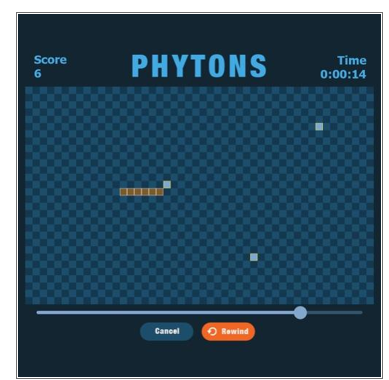 Score
6
PHYTONS
Time
0:00:14
Cancel
Rewind